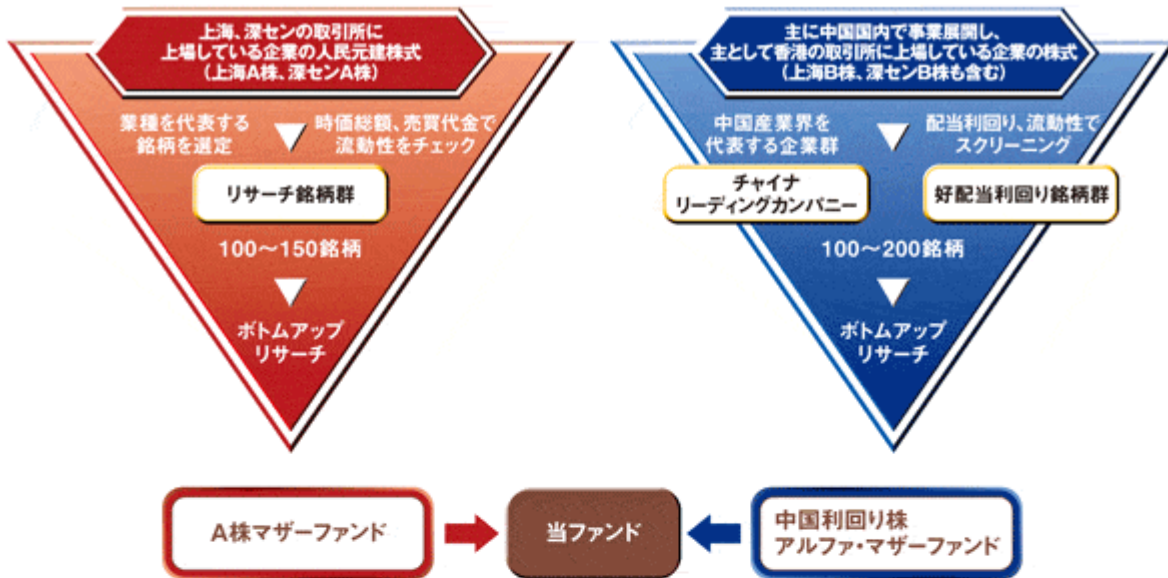 上海、深センの取引所に
上場している企業の人民元建株式
(上海A株、深センA株)
業種を代表する
銘柄を選定
時価総額、売買代金で
流動性をチェック
リサーチ銘柄群
100～150銘柄
ボトムアップ
リサーチ
主に中国国内で事業展開し、
主として香港の取引所に上場している企業の株式
(上海B株、深センB株も含む)
中国産業界を
代表する企業群
配当利回り、流動性で
スクリーニング
チャイナ
リーディングカンパニー
好配当利回り銘柄群
100～200銘柄
ボトムアップ
リサーチ
A株マザーファンド
当ファンド
中国利回り株
アルファ・マザーファンド